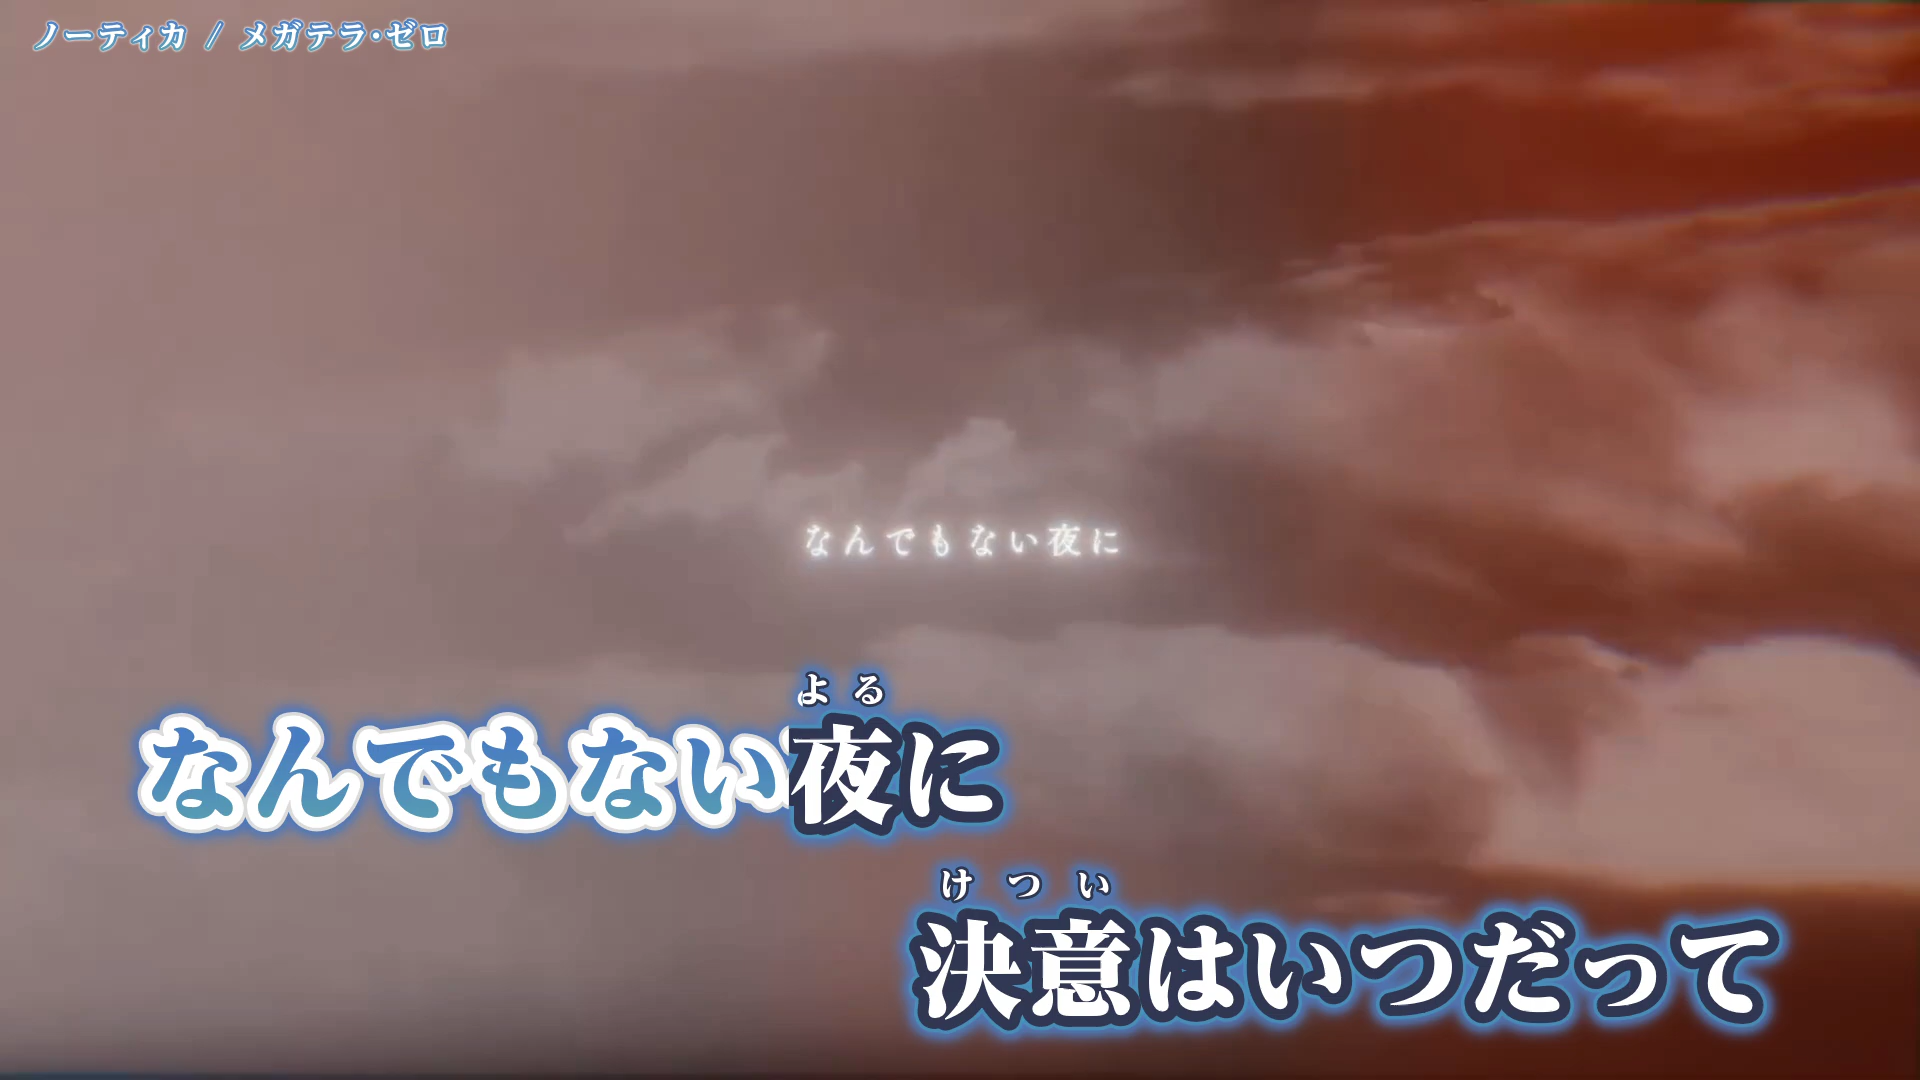 ノーティカ / メガテラ・ゼロ
なんでもない夜に
よる
なんでもない夜に
けつい
決意はいつだって